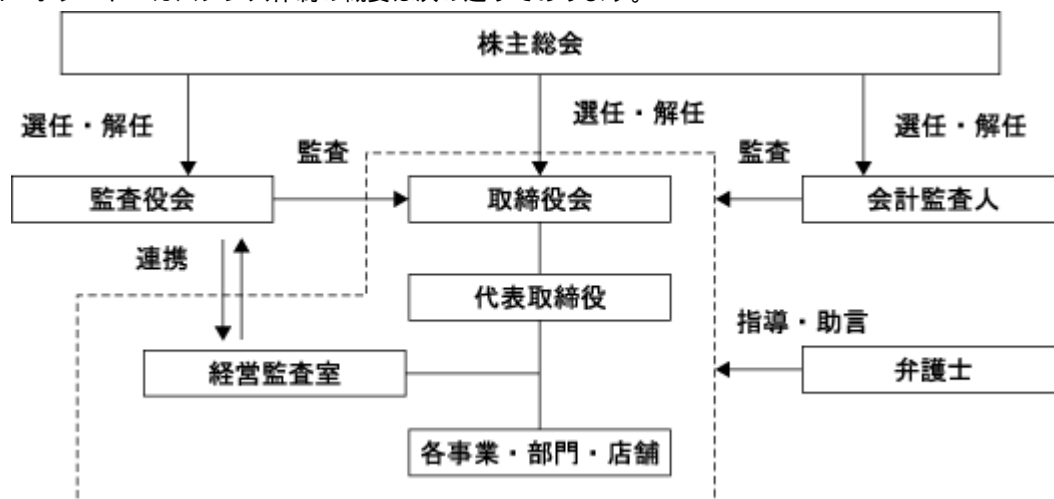 株主総会
選任・解任
選任・解任
選任・解任
監査
監査
監査役会
取締役会
会計監査人
連携
代表取締役
指導・助言
経営監査室
弁護士
各事業・部門・店舗